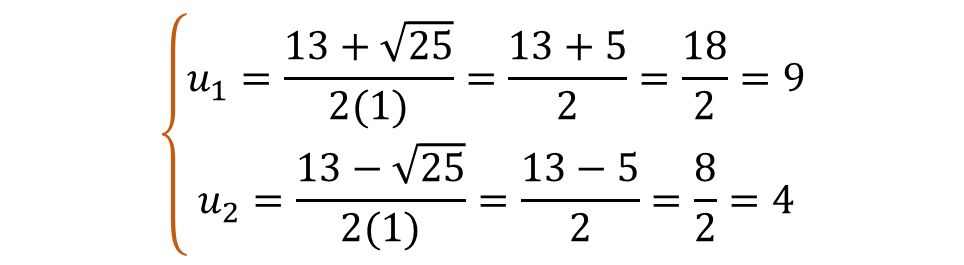 u₁ = (13 + √25)/(2(1)) = (13 + 5)/2 = 18/2 = 9
u₂ = (13 − √25)/(2(1)) = (13 − 5)/2 = 8/2 = 4